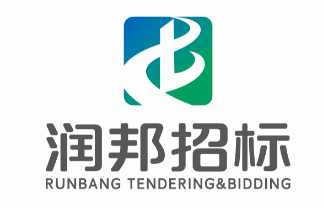 润邦招标
RUNBANG TENDERING&BIDDING